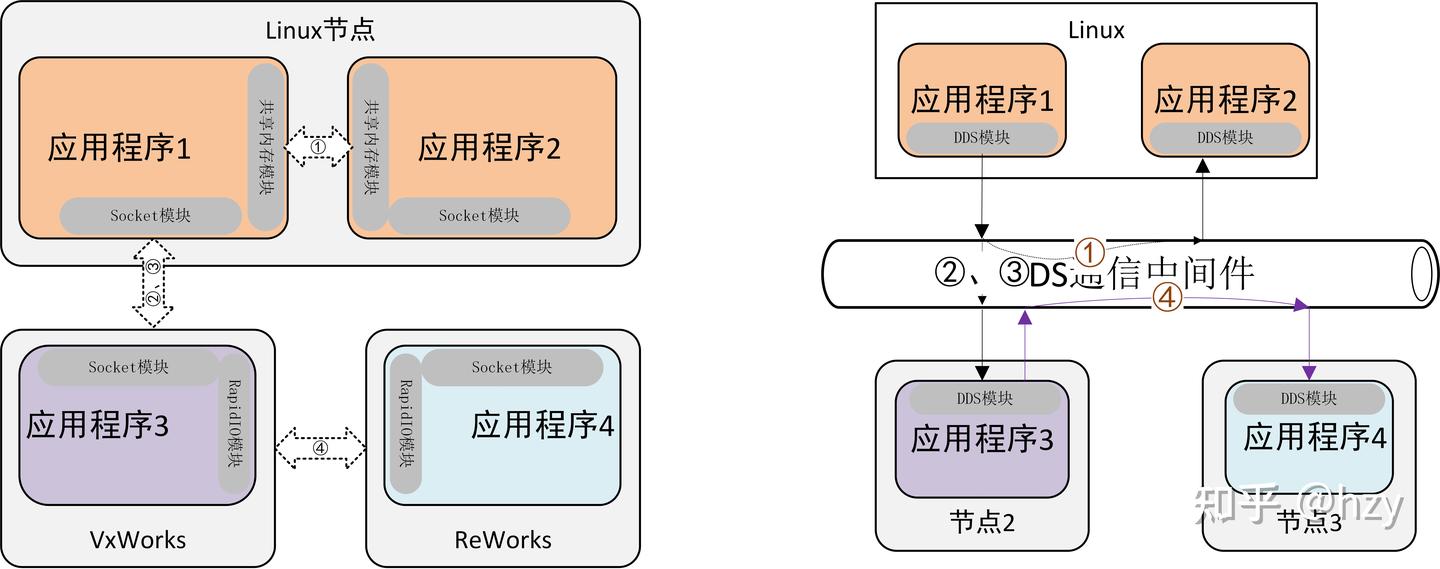 Linux节点
应用程序1
共享内存模块
Socket模块
①
共享内存模块
应用程序2
Socket模块
②、③
Socket模块
RapidIO模块
应用程序3
VxWorks
④
RapidIO模块
Socket模块
应用程序4
ReWorks
Linux
应用程序1
DDS模块
应用程序2
DDS模块
①
②、③DS通信中间件
④
DDS模块
应用程序3
节点2
DDS模块
应用程序4
节点3
知乎 @hzy